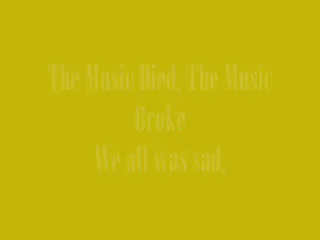 The Music Died, The Music
Broke
We all was sad,